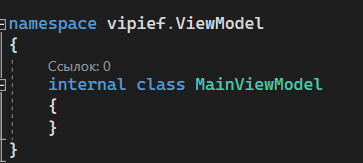 namespace vipief.ViewModel
{
Ссылок: 0
internal class MainViewModel
{
}
}